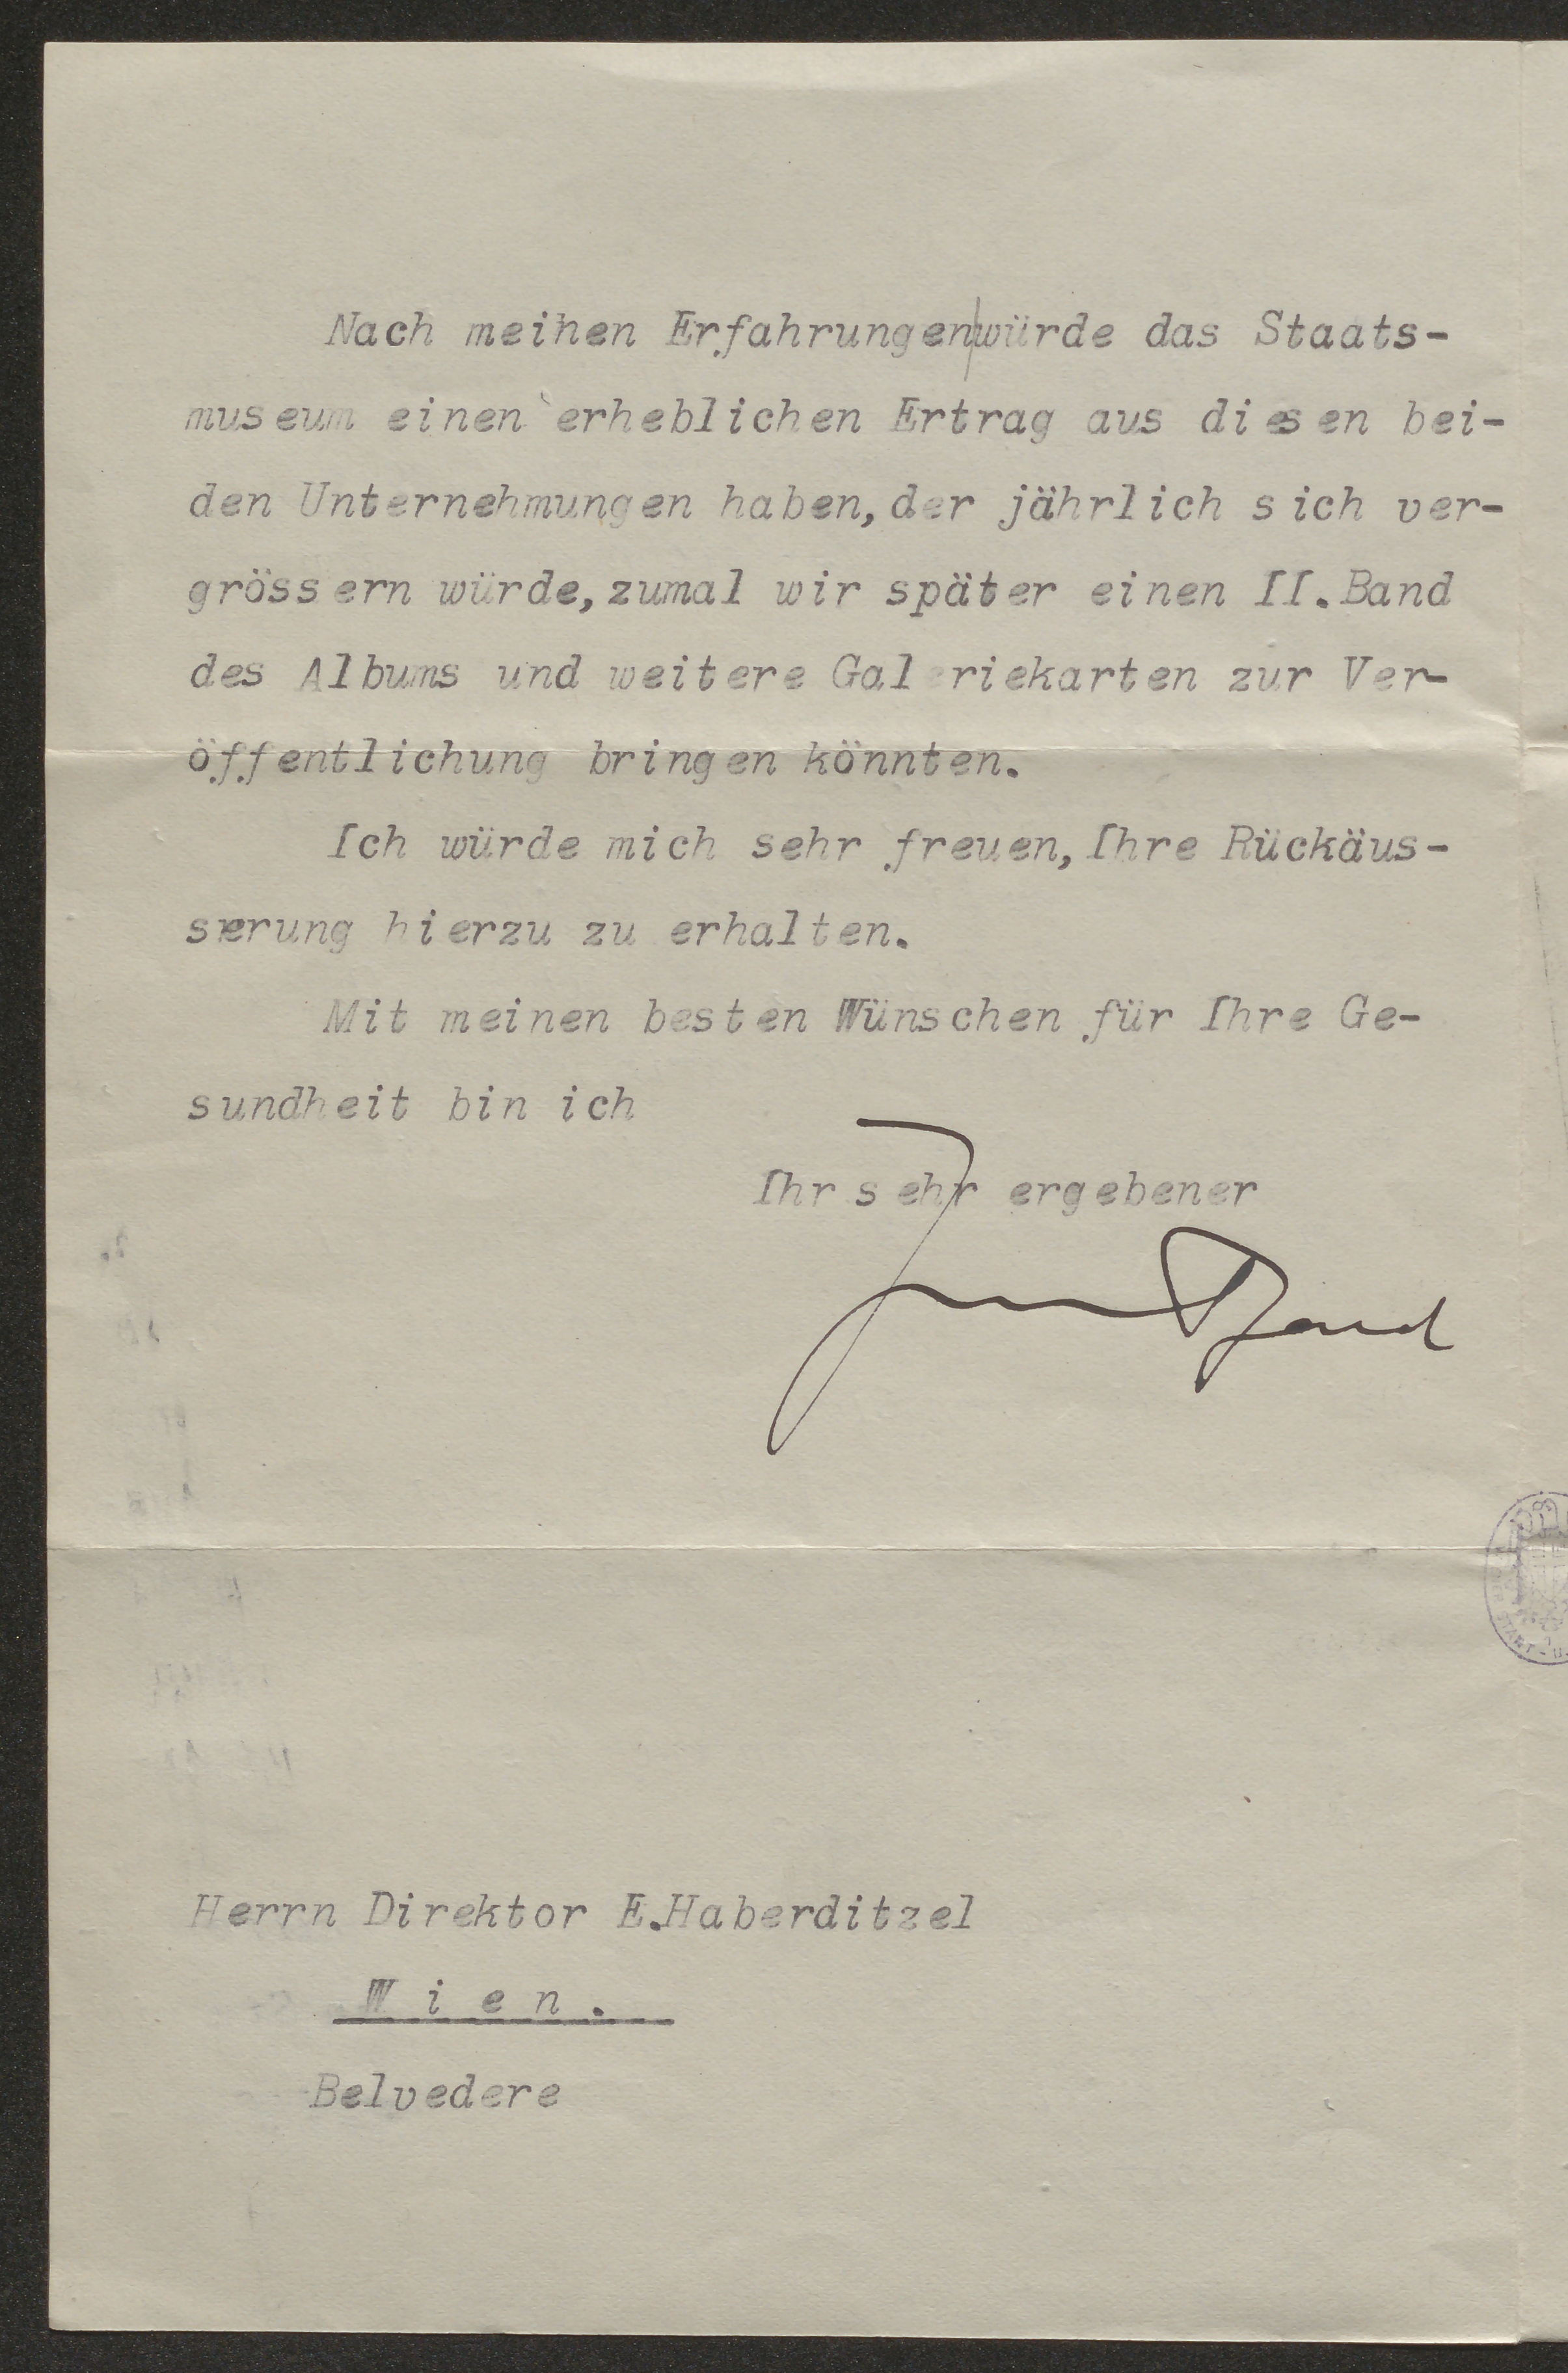 Nach meinen Erfahrungen würde das Staats-
museum einen erheblichen Ertrag aus diesen bei-
den Unternehmungen haben, der jährlich sich ver-
grössern würde, zumal wir später einen II. Band
des Albums und weitere Galeriekarten zur Ver-
öffentlichung bringen könnten.
Ich würde mich sehr freuen, Ihre Rückäus-
serung hierzu zu erhalten.
Mit meinen besten Wünschen für Ihre Ge-
sundheit bin ich
Ihr sehr ergebener
Herrn Direktor E. Haberditzel
Wien.
Belvedere